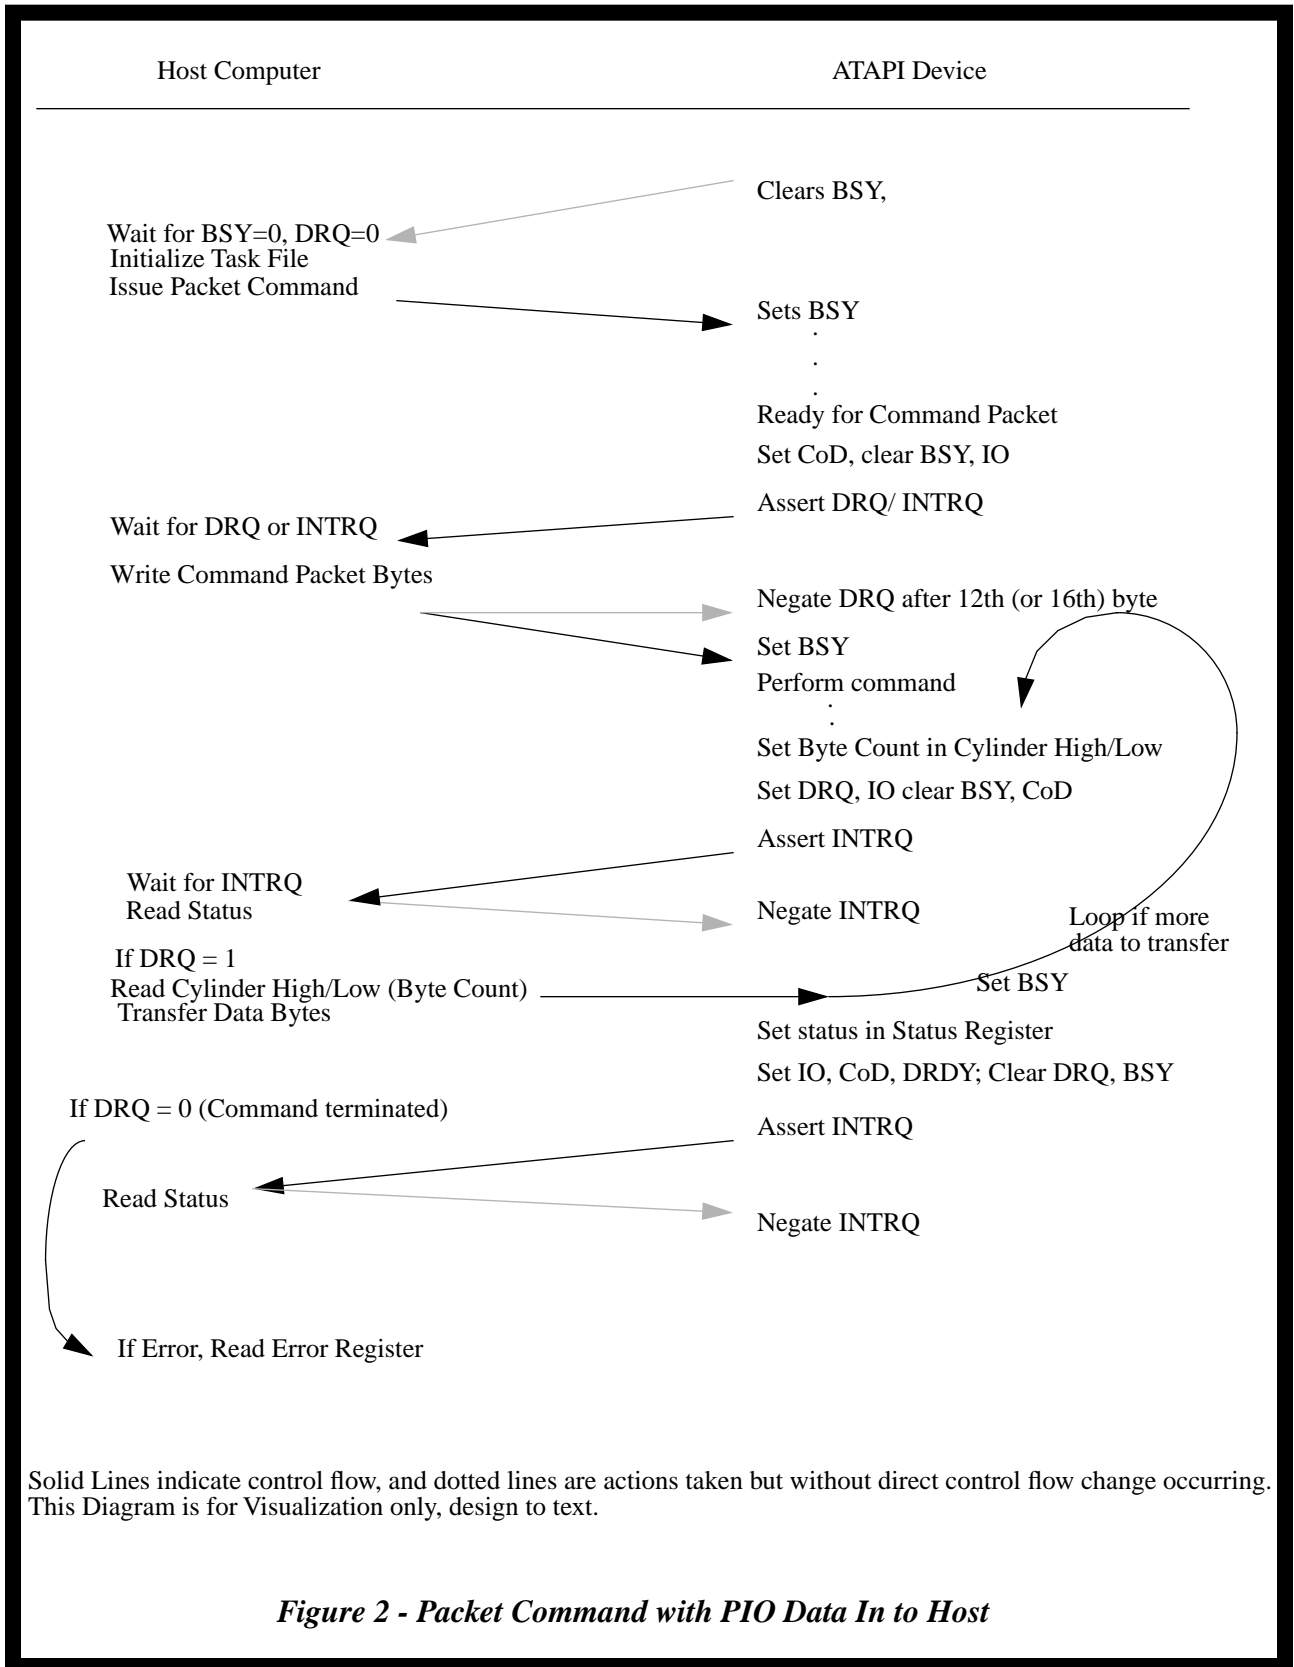 Host Computer
ATAPI Device
Clears BSY,
Wait for BSY=0, DRQ=0
Initialize Task File
Issue Packet Command
Sets BSY
.
.
.
Ready for Command Packet
Set CoD, clear BSY, IO
Assert DRQ/ INTRQ
Wait for DRQ or INTRQ
Write Command Packet Bytes
Negate DRQ after 12th (or 16th) byte
Set BSY
Perform command
.
.
Set Byte Count in Cylinder High/Low
Set DRQ, IO clear BSY, CoD
Assert INTRQ
Wait for INTRQ
Read Status
Negate INTRQ
Loop if more
data to transfer
If DRQ = 1
Read Cylinder High/Low (Byte Count)
Transfer Data Bytes
Set BSY
Set status in Status Register
Set IO, CoD, DRDY; Clear DRQ, BSY
If DRQ = 0 (Command terminated)
Assert INTRQ
Read Status
Negate INTRQ
If Error, Read Error Register
Solid Lines indicate control flow, and dotted lines are actions taken but without direct control flow change occurring.
This Diagram is for Visualization only, design to text.
Figure 2 - Packet Command with PIO Data In to Host